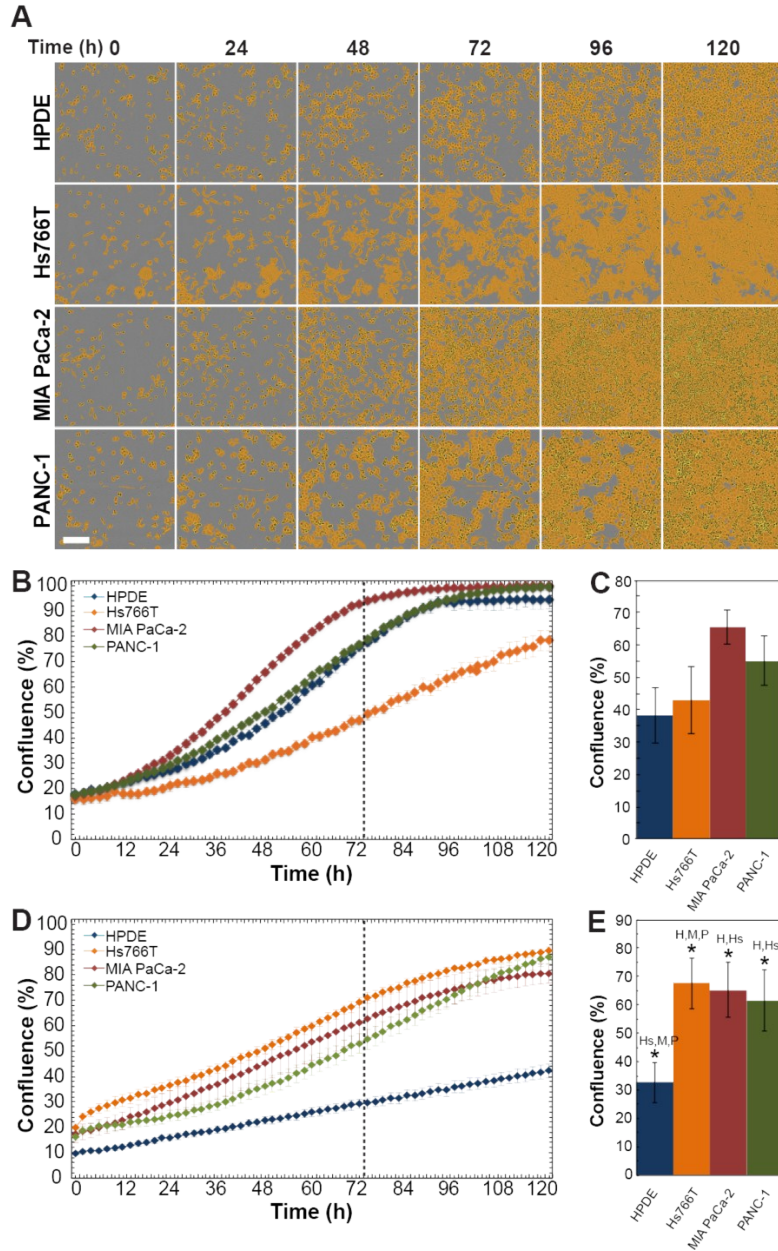 A
Time (h) 0 24 48 72 96 120
HPDE
Hs766T
MIA PaCa-2
PANC-1
B
100
90
80
70
60
50
40
30
20
10
0
Confluence (%)
HPDE
Hs766T
MIA PaCa-2
PANC-1
0 12 24 36 48 60 72 84 96 108 120
Time (h)
C
80
70
60
50
40
30
20
10
0
Confluence (%)
HPDE
Hs766T
MIA PaCa-2
PANC-1
D
100
90
80
70
60
50
40
30
20
10
0
Confluence (%)
HPDE
Hs766T
MIA PaCa-2
PANC-1
0 12 24 36 48 60 72 84 96 108 120
Time (h)
E
90
80
70
60
50
40
30
20
10
0
Confluence (%)
Hs,M,P
*
H,M,P
*
H,Hs
*
H,Hs
*
HPDE
Hs766T
MIA PaCa-2
PANC-1